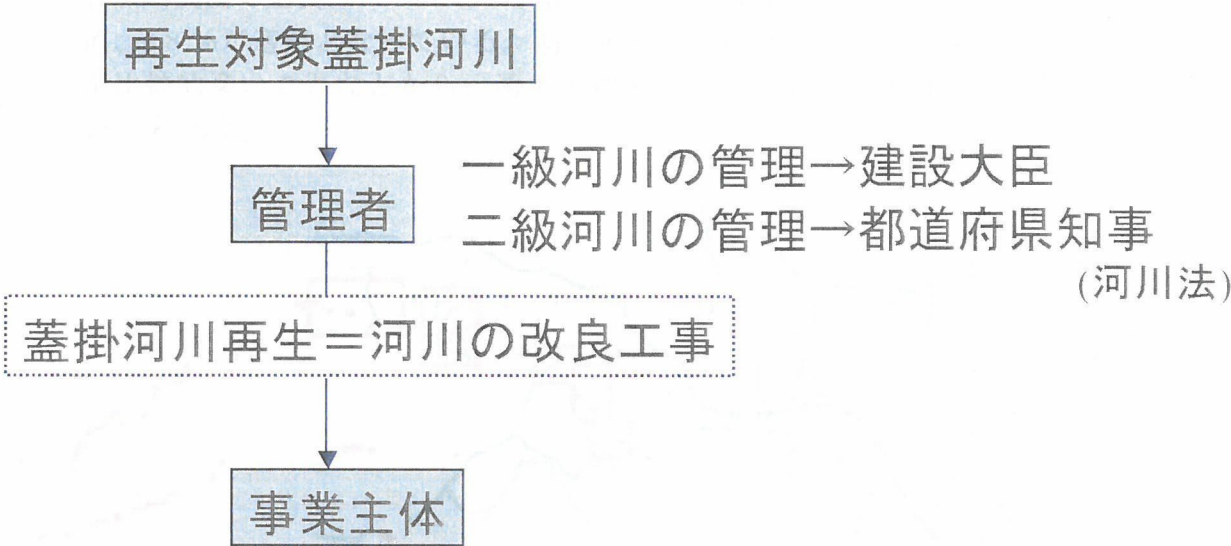 再生対象蓋掛河川
管理者
一級河川の管理→建設大臣
二級河川の管理→都道府県知事
(河川法)
蓋掛河川再生＝河川の改良工事
事業主体